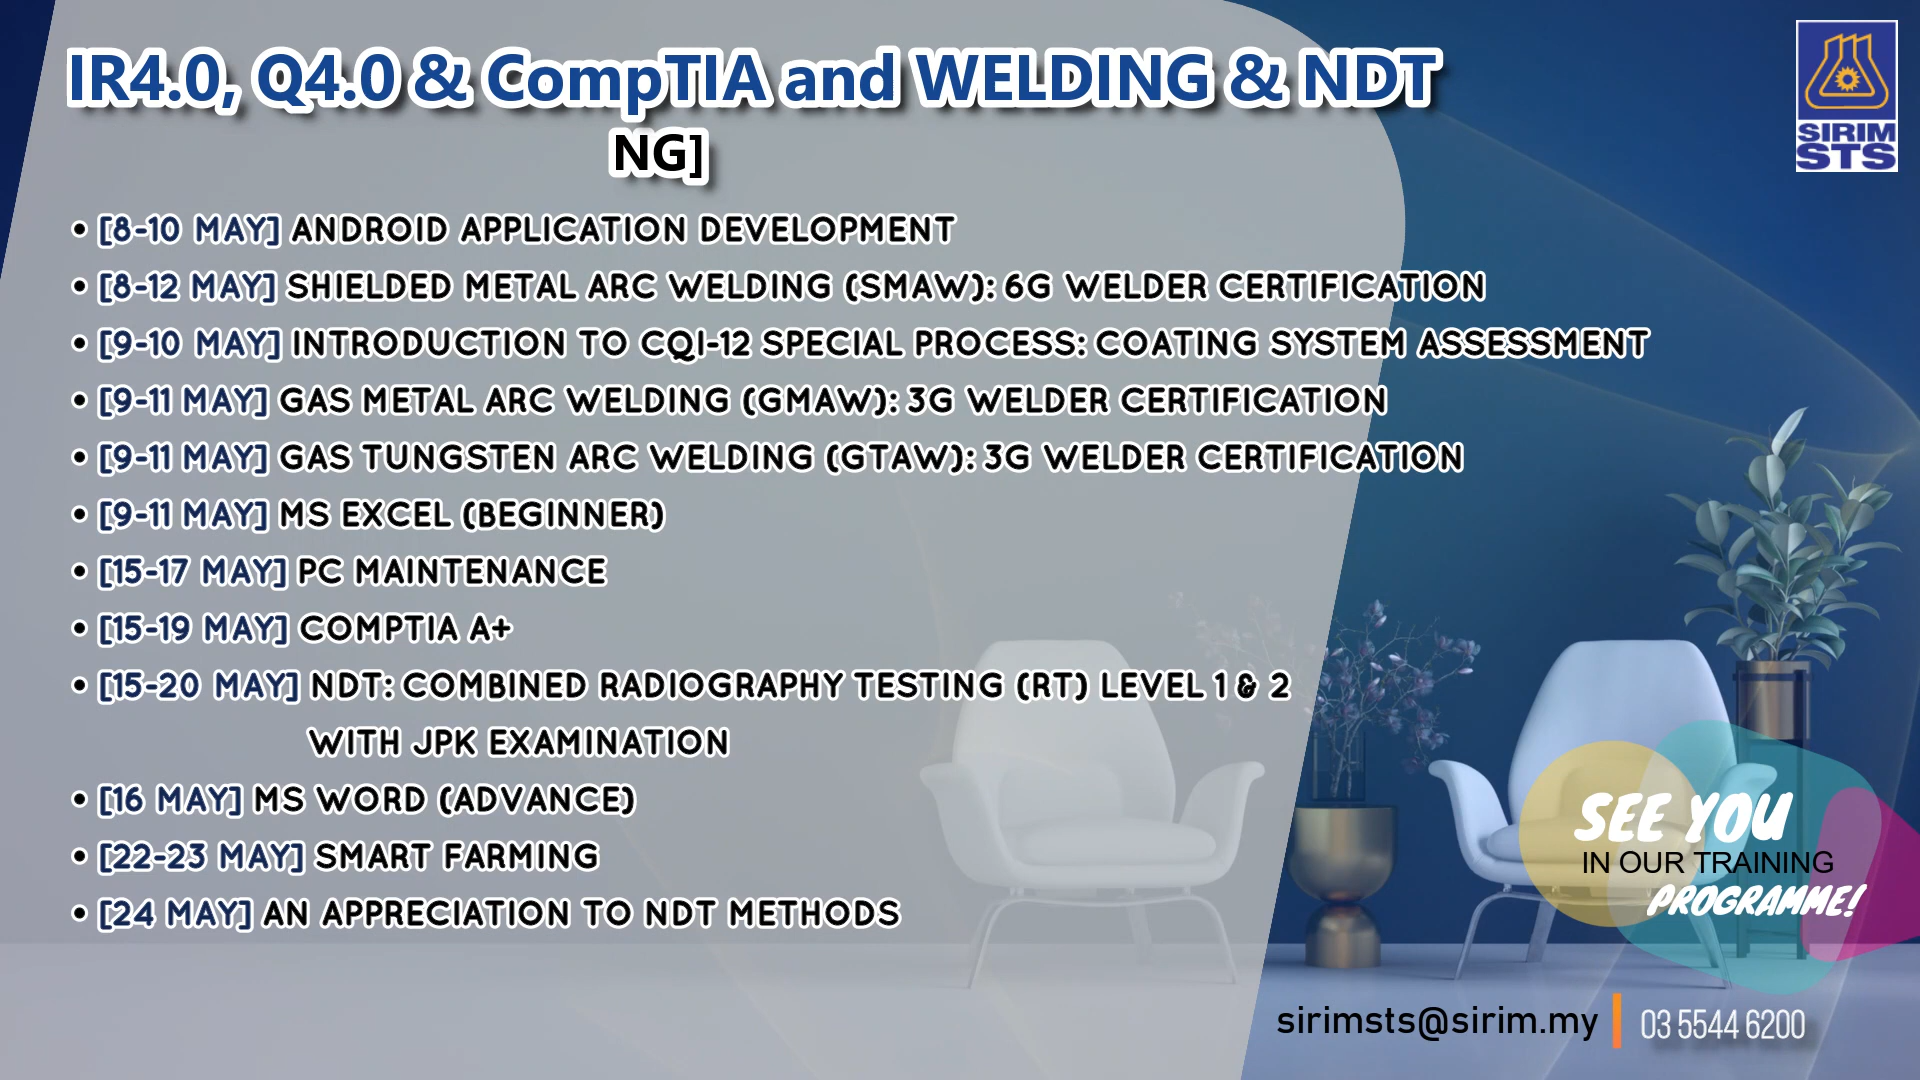 IR4.0, Q4.0 & CompTIA and WELDING & NDT
NG]
• [8-10 MAY] ANDROID APPLICATION DEVELOPMENT
• [8-12 MAY] SHIELDED METAL ARC WELDING (SMAW): 6G WELDER CERTIFICATION
• [9-10 MAY] INTRODUCTION TO CQI-12 SPECIAL PROCESS: COATING SYSTEM ASSESSMENT
• [9-11 MAY] GAS METAL ARC WELDING (GMAW): 3G WELDER CERTIFICATION
• [9-11 MAY] GAS TUNGSTEN ARC WELDING (GTAW): 3G WELDER CERTIFICATION
• [9-11 MAY] MS EXCEL (BEGINNER)
• [15-17 MAY] PC MAINTENANCE
• [15-19 MAY] COMPTIA A+
• [15-20 MAY] NDT: COMBINED RADIOGRAPHY TESTING (RT) LEVEL 1 & 2
WITH JPK EXAMINATION
• [16 MAY] MS WORD (ADVANCE)
• [22-23 MAY] SMART FARMING
• [24 MAY] AN APPRECIATION TO NDT METHODS
SIRIM
STS
SEE YOU
IN OUR TRAINING
PROGRAMME!
sirimsts@sirim.my | 03 5544 6200